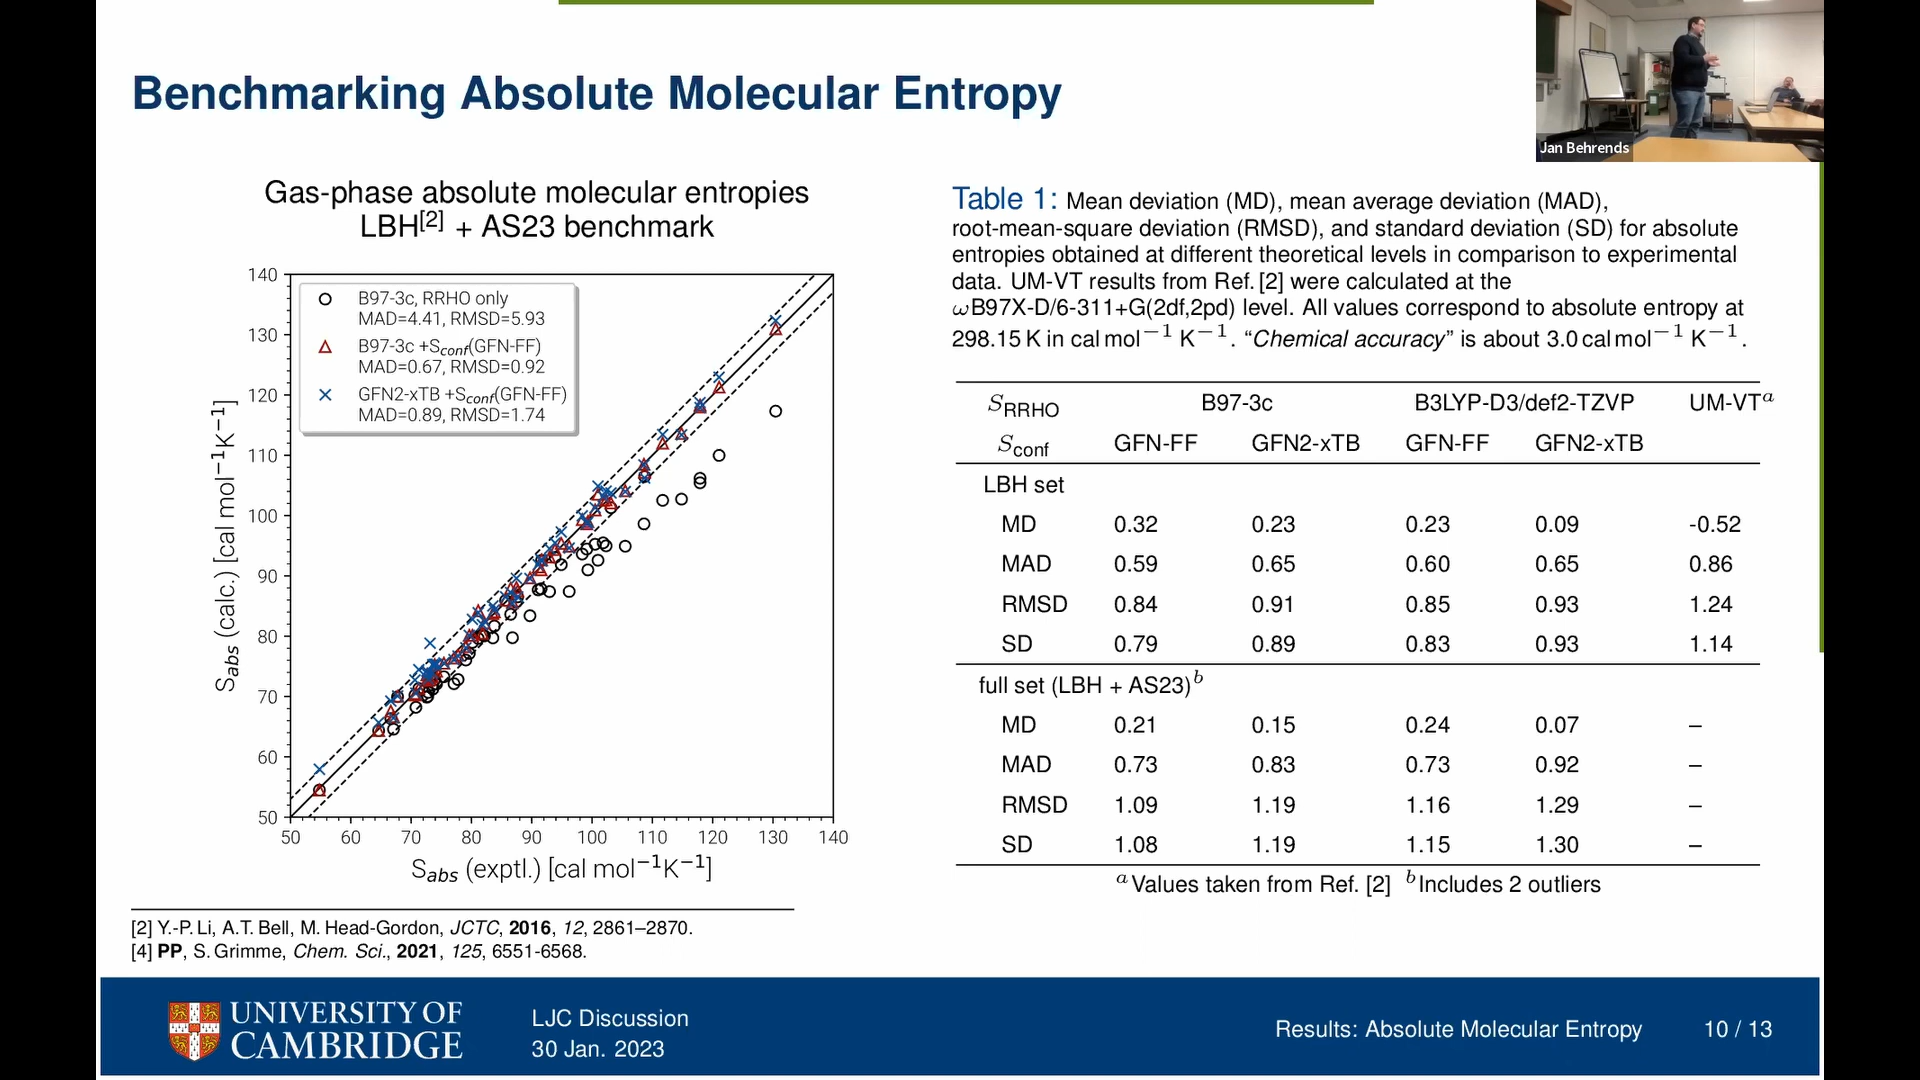 Benchmarking Absolute Molecular Entropy
Jan Behrends
Gas-phase absolute molecular entropies
LBH[2] + AS23 benchmark
140
130
120
110
100
90
80
70
60
50
B97-3c, RRHO only
MAD=4.41, RMSD=5.93
B97-3c +Sconf(GFN-FF)
MAD=0.67, RMSD=0.92
GFN2-xTB +Sconf(GFN-FF)
MAD=0.89, RMSD=1.74
Sabs (calc.) [cal mol−1K−1]
50 60 70 80 90 100 110 120 130 140
Sabs (exptl.) [cal mol−1K−1]
Table 1: Mean deviation (MD), mean average deviation (MAD),
root-mean-square deviation (RMSD), and standard deviation (SD) for absolute
entropies obtained at different theoretical levels in comparison to experimental
data. UM-VT results from Ref. [2] were calculated at the
ωB97X-D/6-311+G(2df,2pd) level. All values correspond to absolute entropy at
298.15 K in cal mol−1 K−1. “Chemical accuracy” is about 3.0 cal mol−1 K−1.
SRRHO B97-3c B3LYP-D3/def2-TZVP UM-VTa
Sconf GFN-FF GFN2-xTB GFN-FF GFN2-xTB
LBH set
MD 0.32 0.23 0.23 0.09 -0.52
MAD 0.59 0.65 0.60 0.65 0.86
RMSD 0.84 0.91 0.85 0.93 1.24
SD 0.79 0.89 0.83 0.93 1.14
full set (LBH + AS23)b
MD 0.21 0.15 0.24 0.07 –
MAD 0.73 0.83 0.73 0.92 –
RMSD 1.09 1.19 1.16 1.29 –
SD 1.08 1.19 1.15 1.30 –
a Values taken from Ref. [2] b Includes 2 outliers
[2] Y.-P. Li, A.T. Bell, M. Head-Gordon, JCTC, 2016, 12, 2861–2870.
[4] PP, S. Grimme, Chem. Sci., 2021, 125, 6551-6568.
UNIVERSITY OF
CAMBRIDGE
LJC Discussion
30 Jan. 2023
Results: Absolute Molecular Entropy 10 / 13